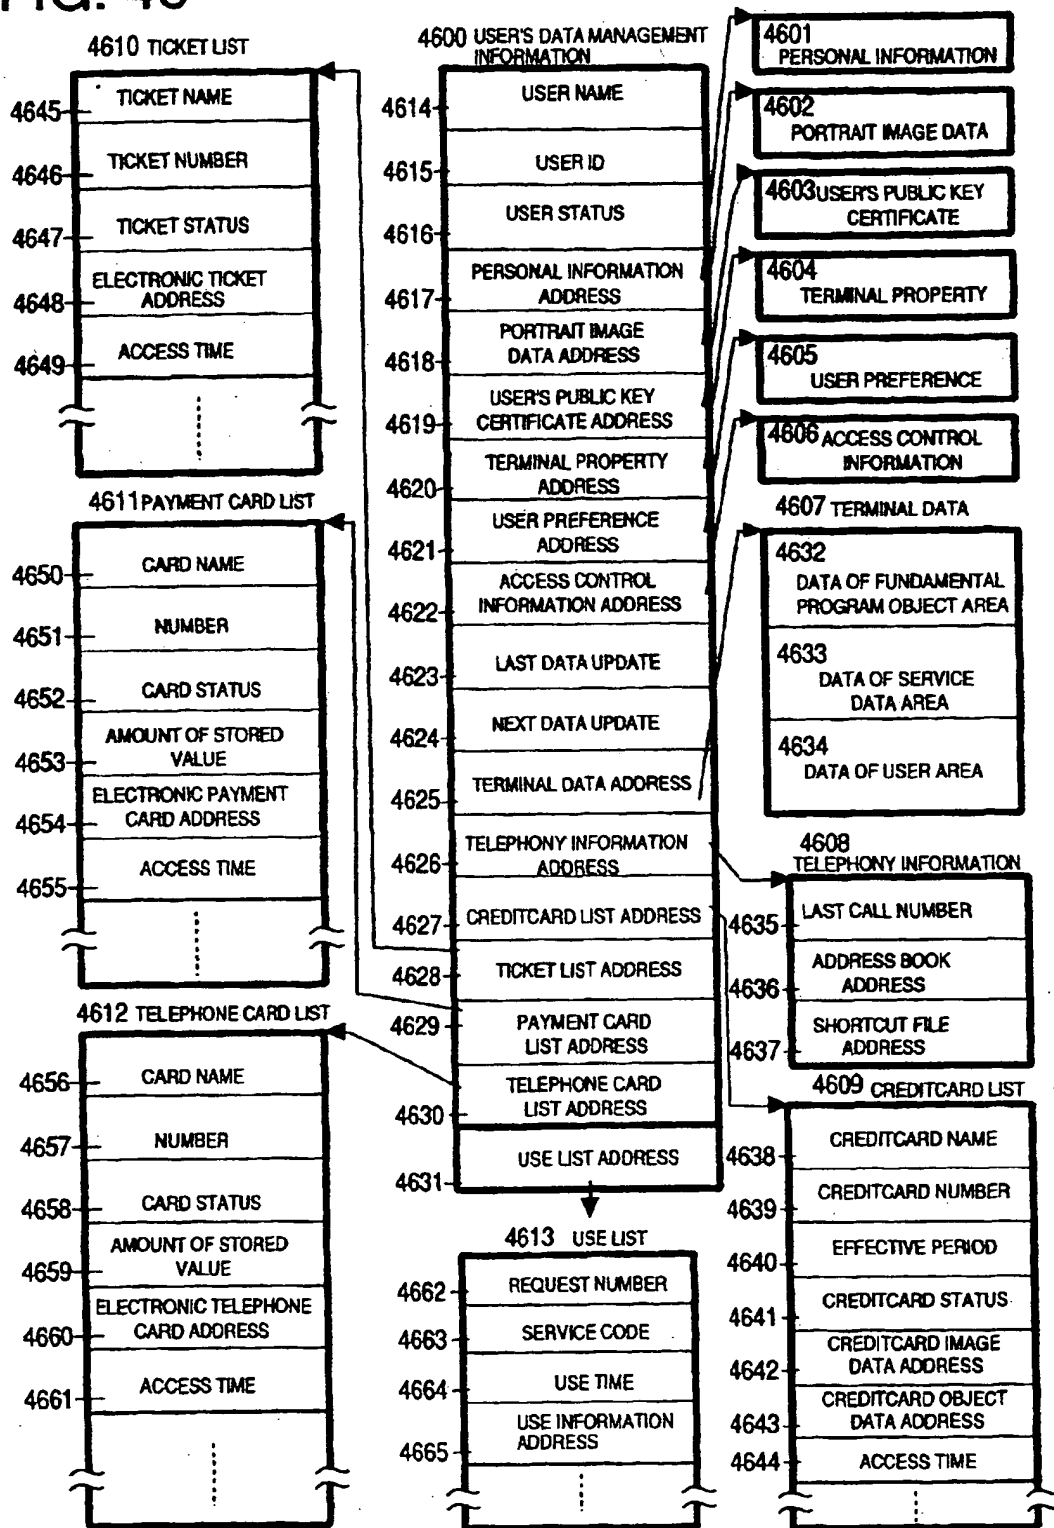 4610 TICKET LIST
TICKET NAME
4645
TICKET NUMBER
4646
TICKET STATUS
4647
ELECTRONIC TICKET
ADDRESS
4648
ACCESS TIME
4649
4611 PAYMENT CARD LIST
CARD NAME
4650
NUMBER
4651
CARD STATUS
4652
AMOUNT OF STORED
VALUE
4653
ELECTRONIC PAYMENT
CARD ADDRESS
4654
ACCESS TIME
4655
4612 TELEPHONE CARD LIST
CARD NAME
4656
NUMBER
4657
CARD STATUS
4658
AMOUNT OF STORED
VALUE
4659
ELECTRONIC TELEPHONE
CARD ADDRESS
4660
ACCESS TIME
4661
4600 USER'S DATA MANAGEMENT
INFORMATION
USER NAME
4614
USER ID
4615
USER STATUS
4616
PERSONAL INFORMATION
ADDRESS
4617
PORTRAIT IMAGE
DATA ADDRESS
4618
USER'S PUBLIC KEY
CERTIFICATE ADDRESS
4619
TERMINAL PROPERTY
ADDRESS
4620
USER PREFERENCE
ADDRESS
4621
ACCESS CONTROL
INFORMATION ADDRESS
4622
LAST DATA UPDATE
4623
NEXT DATA UPDATE
4624
TERMINAL DATA ADDRESS
4625
TELEPHONY INFORMATION
ADDRESS
4626
CREDITCARD LIST ADDRESS
4627
TICKET LIST ADDRESS
4628
PAYMENT CARD
LIST ADDRESS
4629
TELEPHONE CARD
LIST ADDRESS
4630
USE LIST ADDRESS
4631
4613 USE LIST
REQUEST NUMBER
4662
SERVICE CODE
4663
USE TIME
4664
USE INFORMATION
ADDRESS
4665
4601
PERSONAL INFORMATION
4602
PORTRAIT IMAGE DATA
4603 USER'S PUBLIC KEY
CERTIFICATE
4604
TERMINAL PROPERTY
4605
USER PREFERENCE
4606 ACCESS CONTROL
INFORMATION
4607 TERMINAL DATA
4632
DATA OF FUNDAMENTAL
PROGRAM OBJECT AREA
4633
DATA OF SERVICE
DATA AREA
4634
DATA OF USER AREA
4608
TELEPHONY INFORMATION
LAST CALL NUMBER
4635
ADDRESS BOOK
ADDRESS
4636
SHORTCUT FILE
ADDRESS
4637
4609 CREDITCARD LIST
CREDITCARD NAME
4638
CREDITCARD NUMBER
4639
EFFECTIVE PERIOD
4640
CREDITCARD STATUS
4641
CREDITCARD IMAGE
DATA ADDRESS
4642
CREDITCARD OBJECT
DATA ADDRESS
4643
ACCESS TIME
4644